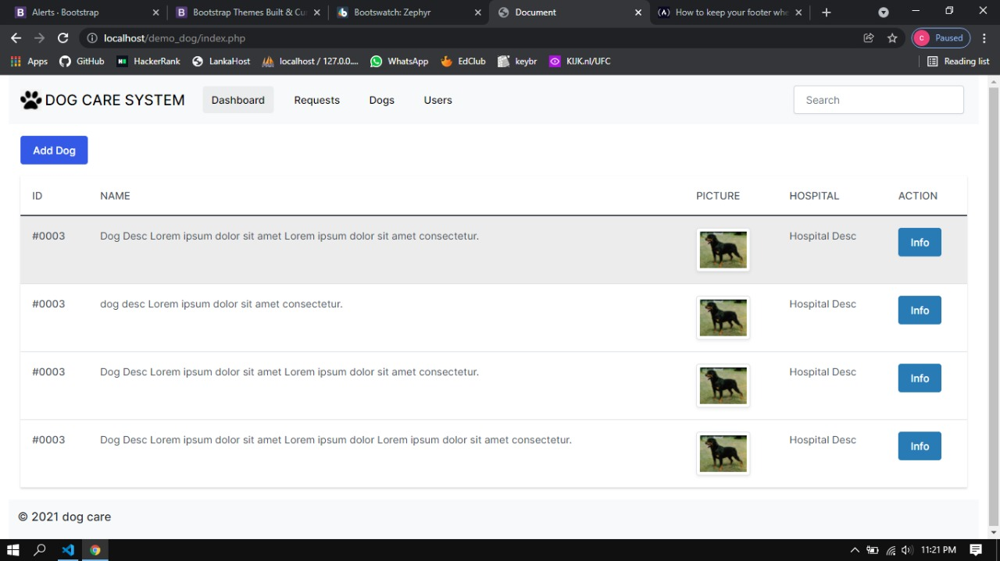 Alerts · Bootstrap
Bootstrap Themes Built & Cu
Bootswatch: Zephyr
Document
How to keep your footer whe
localhost/demo_dog/index.php
C Paused
Apps GitHub HackerRank LankaHost localhost / 127.0.0.... WhatsApp EdClub keybr KIJK.nl/UFC Reading list
DOG CARE SYSTEM Dashboard Requests Dogs Users Search
Add Dog
ID NAME PICTURE HOSPITAL ACTION
#0003 Dog Desc Lorem ipsum dolor sit amet Lorem ipsum dolor sit amet consectetur. Hospital Desc Info
#0003 dog desc Lorem ipsum dolor sit amet consectetur. Hospital Desc Info
#0003 Dog Desc Lorem ipsum dolor sit amet Lorem ipsum dolor sit amet consectetur. Hospital Desc Info
#0003 Dog Desc Lorem ipsum dolor sit amet Lorem ipsum dolor Lorem ipsum dolor sit amet consectetur. Hospital Desc Info
© 2021 dog care
11:21 PM